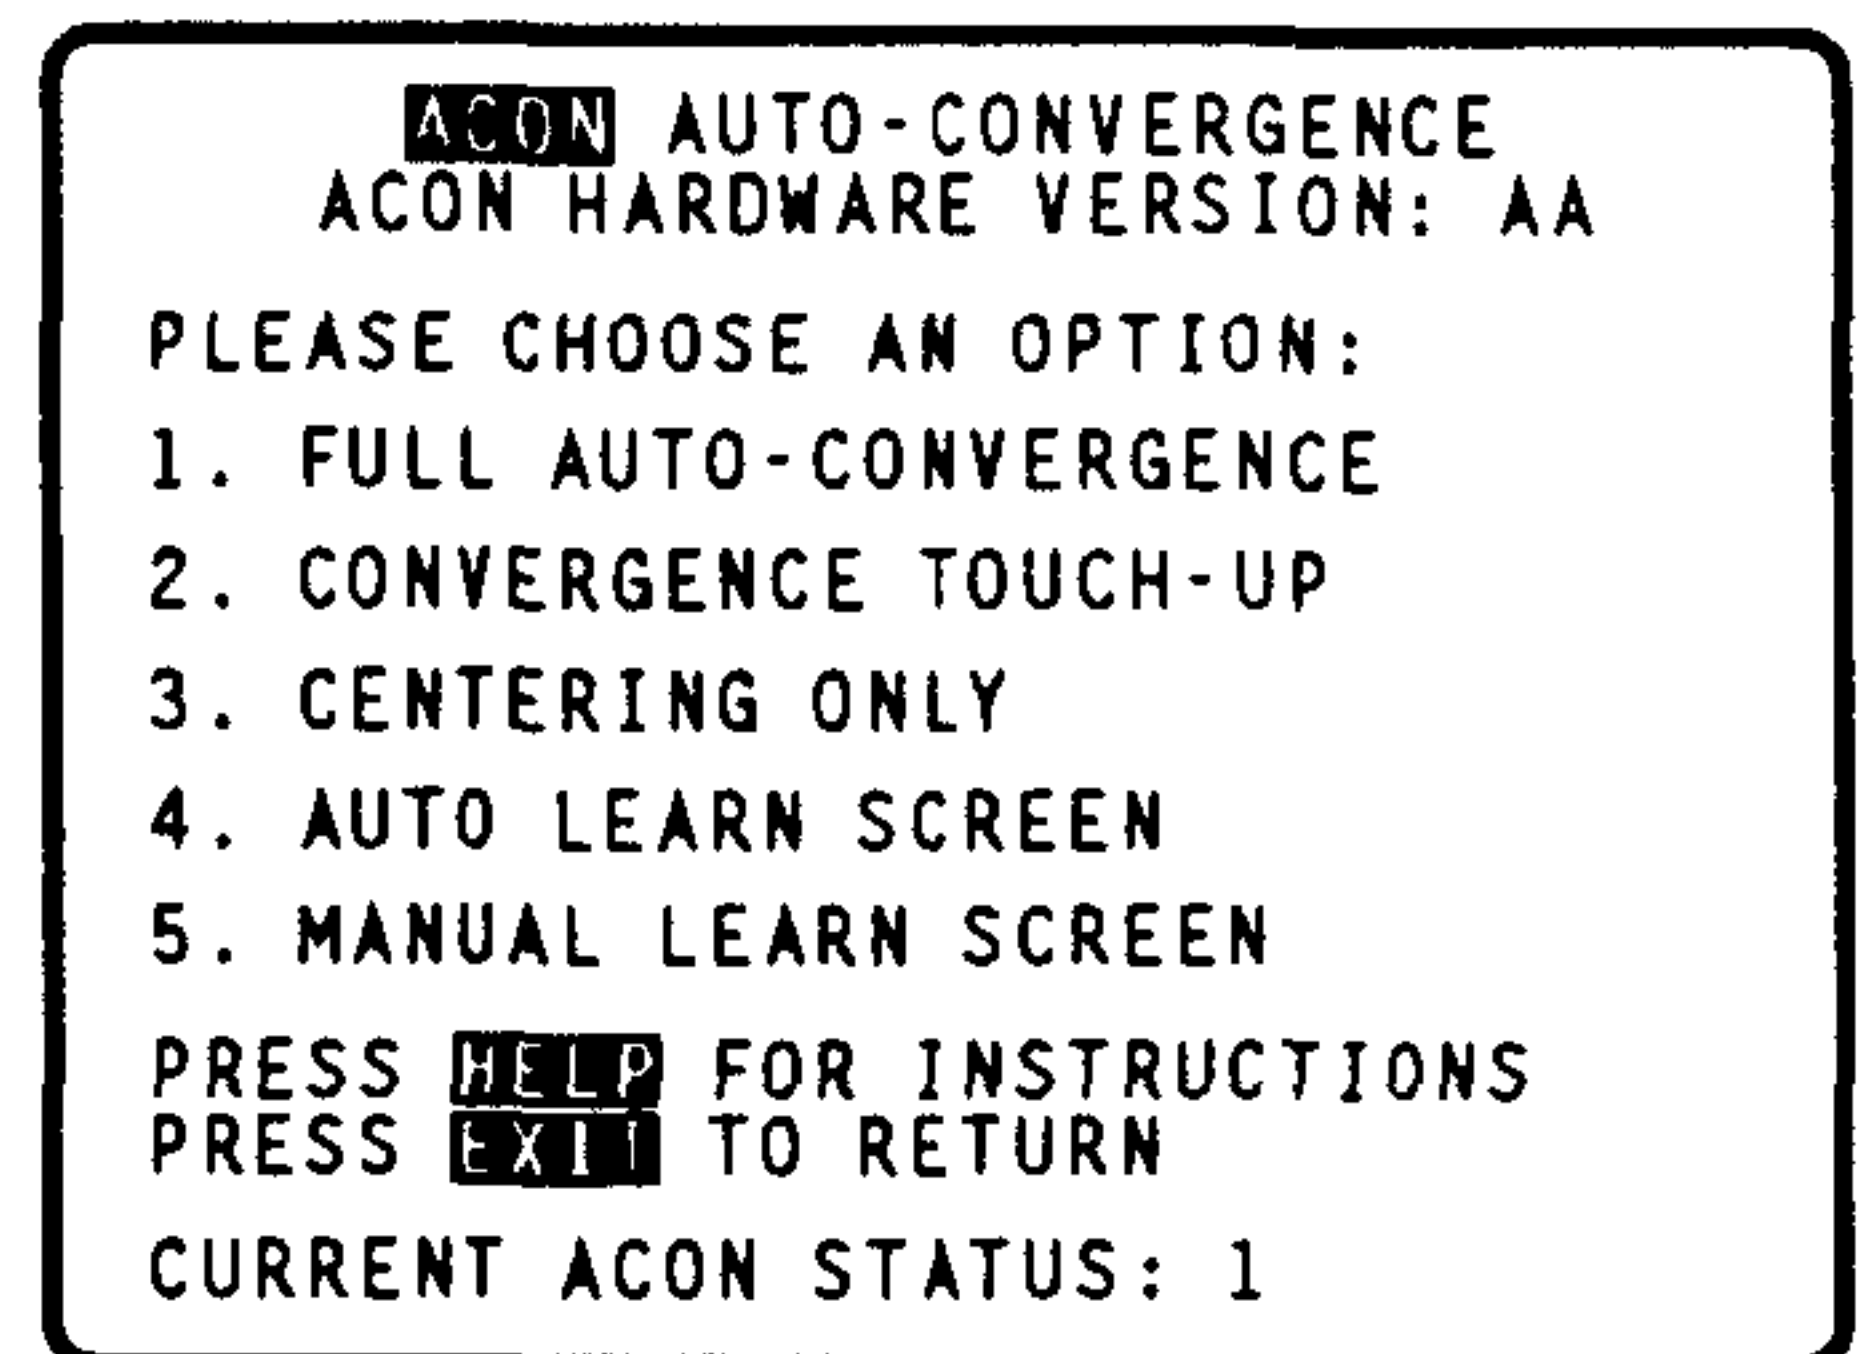 ACON AUTO-CONVERGENCE
ACON HARDWARE VERSION: AA
PLEASE CHOOSE AN OPTION:
1. FULL AUTO-CONVERGENCE
2. CONVERGENCE TOUCH-UP
3. CENTERING ONLY
4. AUTO LEARN SCREEN
5. MANUAL LEARN SCREEN
PRESS HELP FOR INSTRUCTIONS
PRESS EXIT TO RETURN
CURRENT ACON STATUS: 1